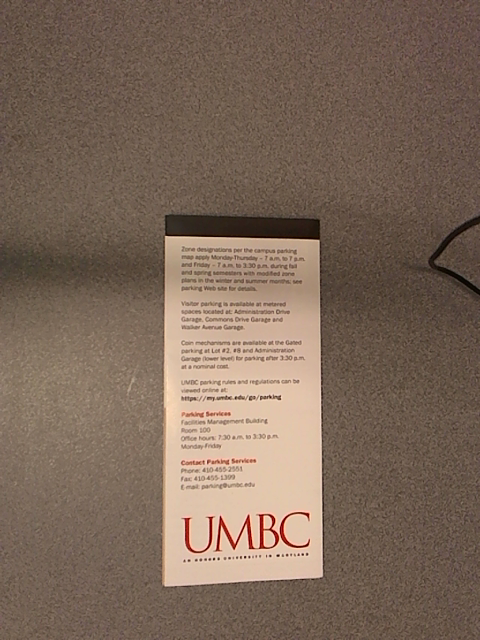 Zone designations per the campus parking
map apply Monday-Thursday – 7 a.m. to 7 p.m.
and Friday – 7 a.m. to 3:30 p.m. during fall
and spring semesters with modified zone
plans in the winter and summer months; see
parking Web site for details.
Visitor parking is available at metered
spaces located at: Administration Drive
Garage, Commons Drive Garage and
Walker Avenue Garage.
Coin mechanisms are available at the Gated
parking at Lot #2, #8 and Administration
Garage (lower level) for parking after 3:30 p.m.
at a nominal cost.
UMBC parking rules and regulations can be
viewed online at:
https://my.umbc.edu/go/parking
Parking Services
Facilities Management Building
Room 100
Office hours: 7:30 a.m. to 3:30 p.m.
Monday-Friday
Contact Parking Services
Phone: 410-455-2551
Fax: 410-455-1399
E-mail: parking@umbc.edu
UMBC
AN HONORS UNIVERSITY IN MARYLAND